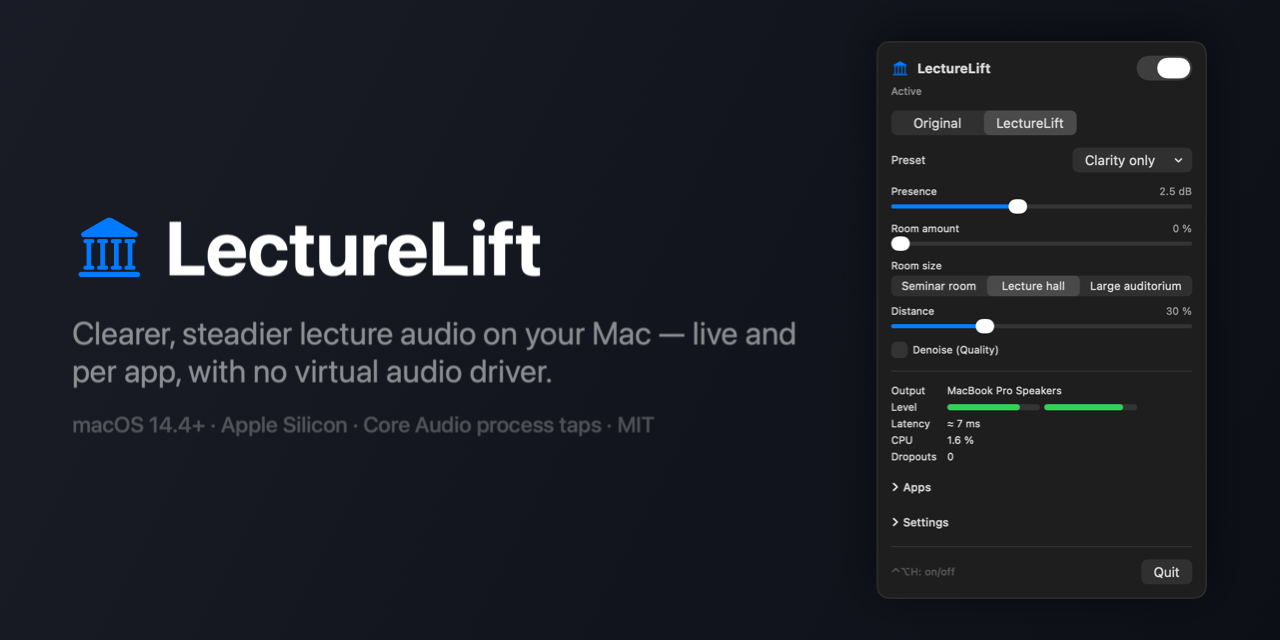 LectureLift
Clearer, steadier lecture audio on your Mac — live and
per app, with no virtual audio driver.
macOS 14.4+ · Apple Silicon · Core Audio process taps · MIT
LectureLift
Active
Original LectureLift
Preset Clarity only
Presence 2.5 dB
Room amount 0 %
Room size
Seminar room Lecture hall Large auditorium
Distance 30 %
Denoise (Quality)
Output MacBook Pro Speakers
Level
Latency ≈ 7 ms
CPU 1.6 %
Dropouts 0
Apps
Settings
^⌥H: on/off Quit